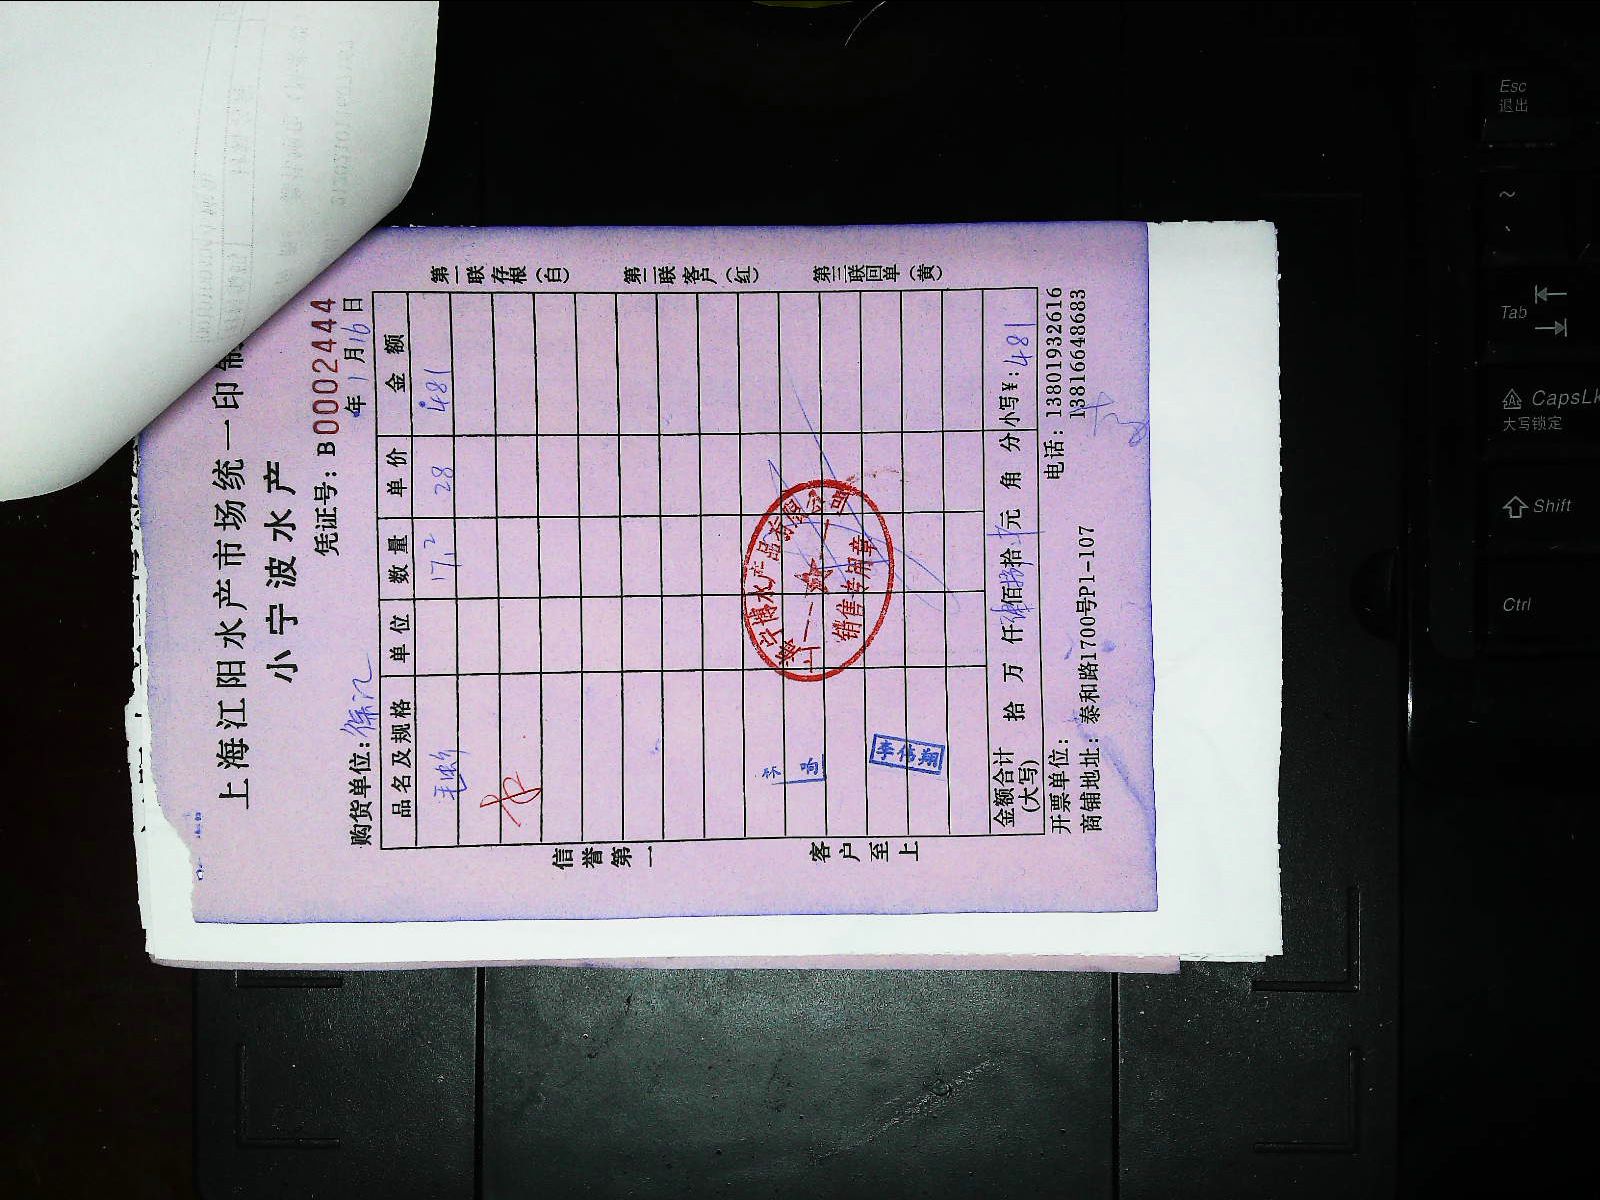 上海江阳水产市场统一印制
小宁波水产
凭证号: B 0002444
购货单位:
年 1 月 16 日
品名及规格 单位 数量 单价 金额
毛蚶 17.2 28 481
金额合计(大写) 拾 万 仟 肆 佰 捌 拾 壹 元 角 分 小写¥: 481
开票单位: 电话: 13801932616
商铺地址: 泰和路1700号P1-107 13816648683
信誉第一 客户至上
第一联存根(白) 第二联客户(红) 第三联回单(黄)
销售专用章
李伟翔
Esc
退出
~
Tab
CapsLk
大写锁定
Shift
Ctrl